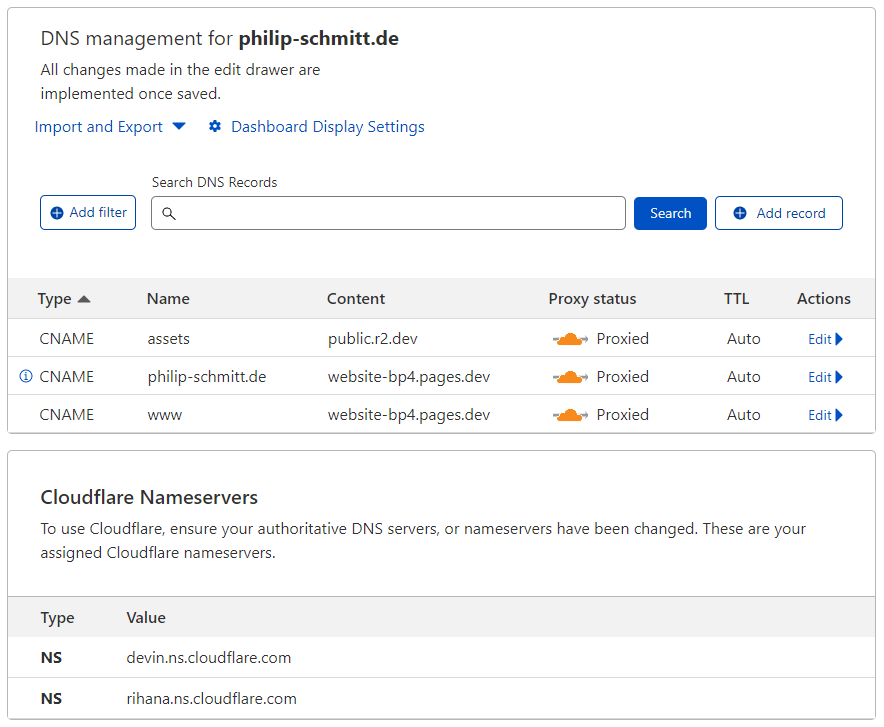 DNS management for philip-schmitt.de
All changes made in the edit drawer are
implemented once saved.
Import and Export Dashboard Display Settings
Search DNS Records
Add filter Search Add record
Type Name Content Proxy status TTL Actions
CNAME assets public.r2.dev Proxied Auto Edit
CNAME philip-schmitt.de website-bp4.pages.dev Proxied Auto Edit
CNAME www website-bp4.pages.dev Proxied Auto Edit
Cloudflare Nameservers
To use Cloudflare, ensure your authoritative DNS servers, or nameservers have been changed. These are your
assigned Cloudflare nameservers.
Type Value
NS devin.ns.cloudflare.com
NS rihana.ns.cloudflare.com